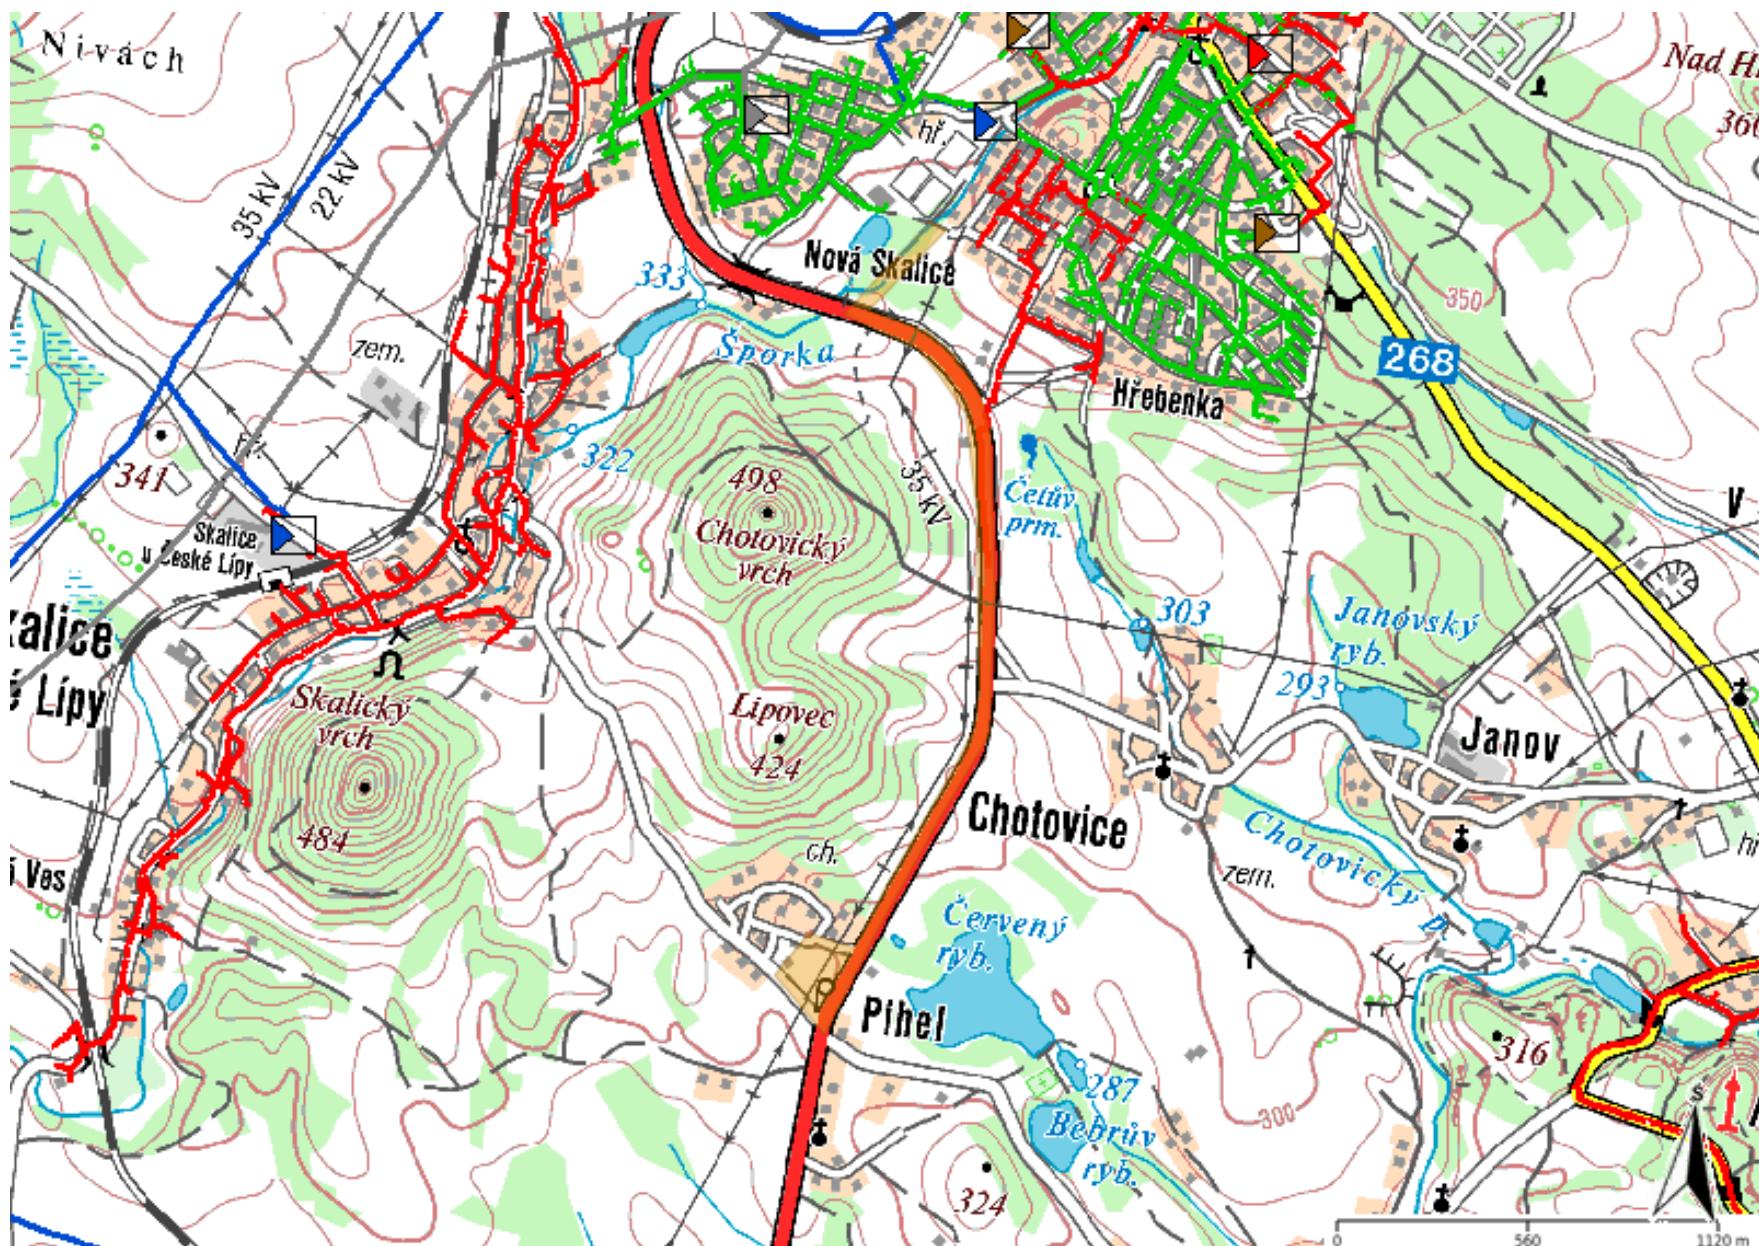 Nivách
Nad H
360
35 kV
22 kV
hř.
Nová Skalice
333
350
zem.
Šporka
268
Hřebenka
322
341
498
35 kV
Četův.
prm.
V
Skalice
u České Lípy
Chotovický
vrch
303
Janovský
ryb.
kalice
é Lípy
293
Skalický
vrch
Lipovec
424
Janov
484
Chotovice
ch.
Chotovický p.
zem.
Ves
hř
Červený
ryb.
Pihel
316
287
300
Bebrův
ryb.
324
S
0
560
1120 m